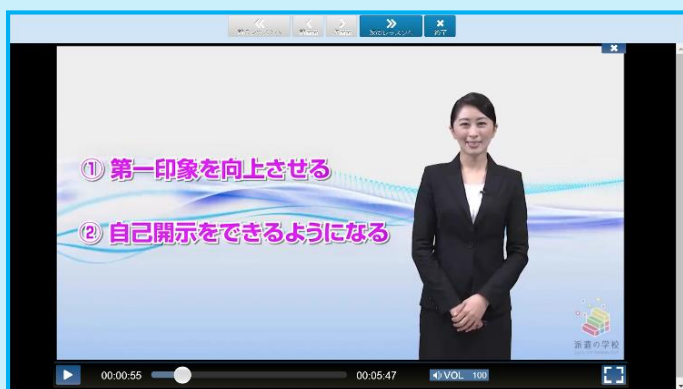 次のレッスン
終了
① 第一印象を向上させる
② 自己開示をできるようになる
派遣の学校
00:00:55
00:05:47
VOL 100